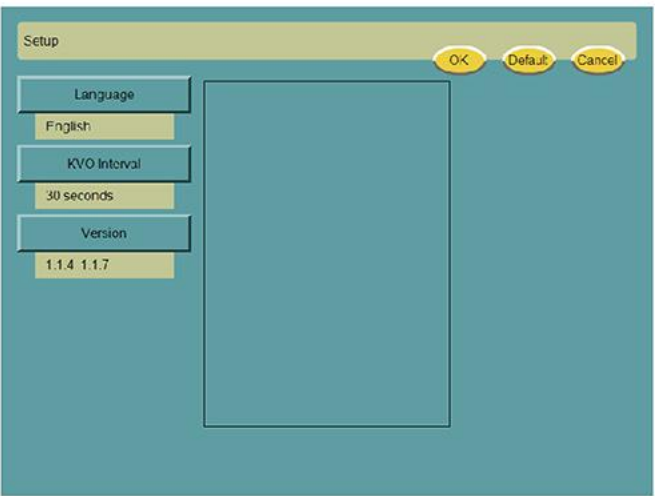 Setup
OK Default Cancel
Language
English
KVO Interval
30 seconds
Version
1.1.4 1.1.7